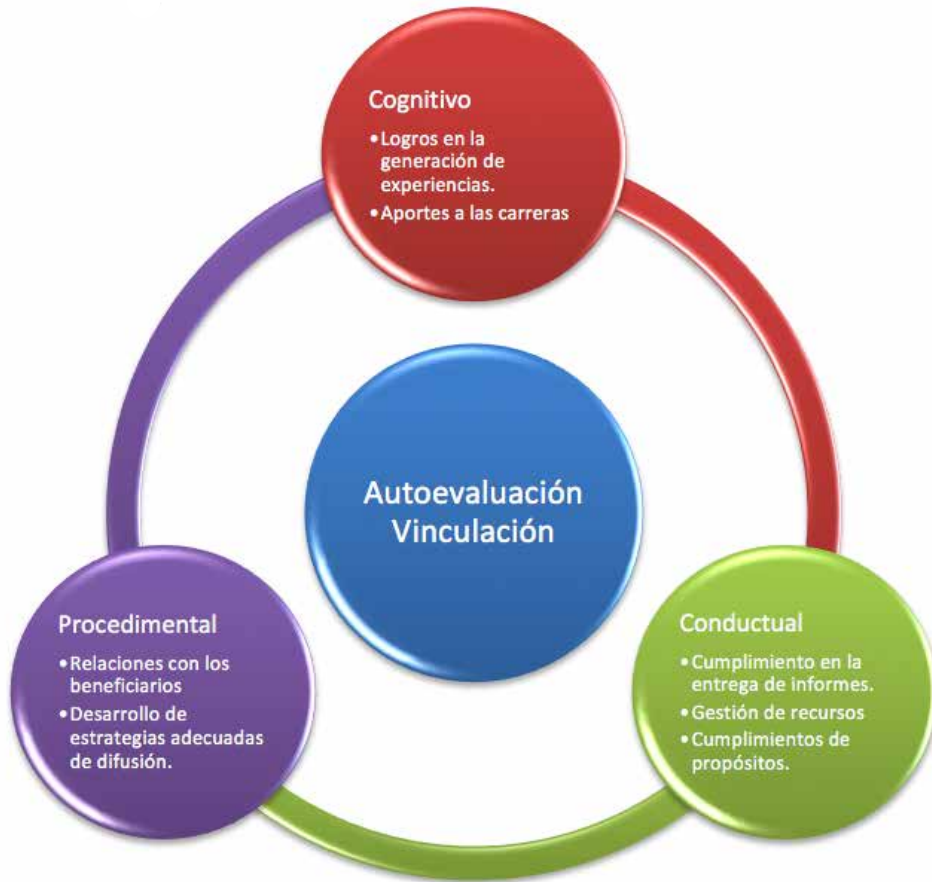 Cognitivo
•Logros en la
generación de
experiencias.
•Aportes a las carreras
Autoevaluación
Vinculación
Procedimental
•Relaciones con los
beneficiarios
•Desarrollo de
estrategias adecuadas
de difusión.
Conductual
•Cumplimiento en la
entrega de informes.
•Gestión de recursos
•Cumplimientos de
propósitos.